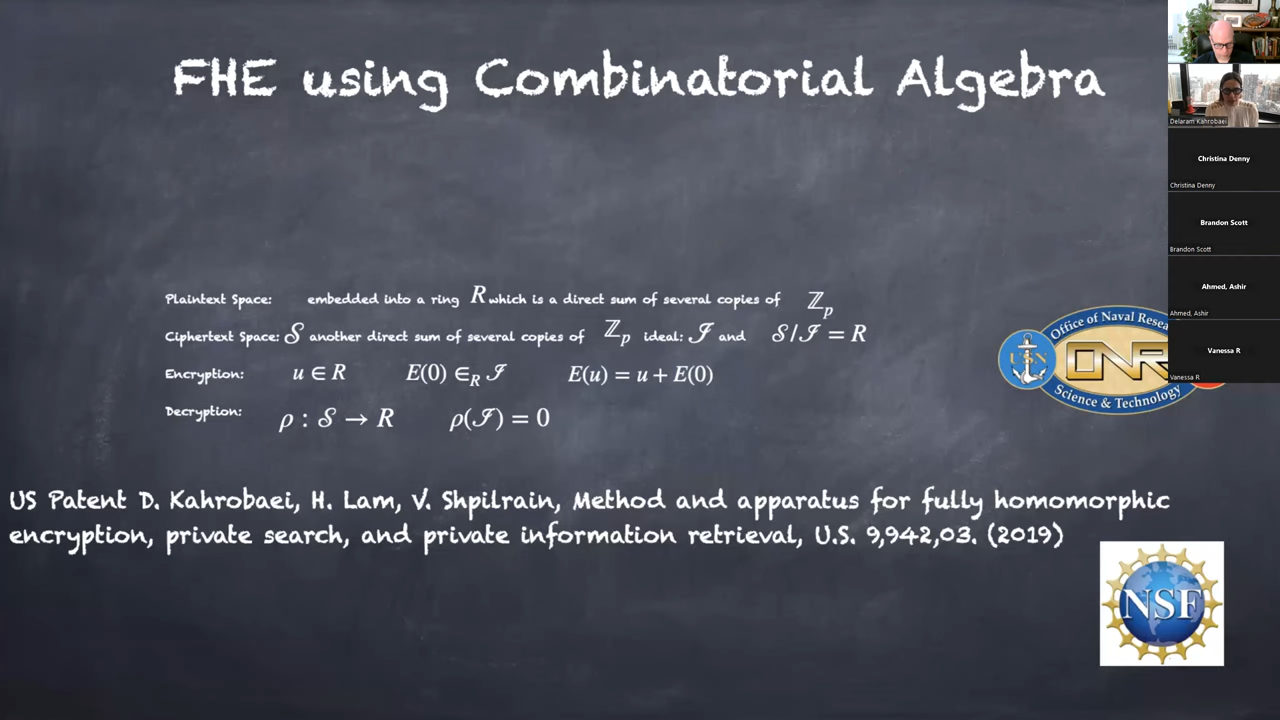 FHE using Combinatorial Algebra
Plaintext Space: embedded into a ring R which is a direct sum of several copies of ℤp
Ciphertext Space: 𝒮 another direct sum of several copies of ℤp ideal: ℐ and 𝒮/ℐ = R
Encryption: u ∈ R E(0) ∈R ℐ E(u) = u + E(0)
Decryption: ρ : 𝒮 → R ρ(ℐ) = 0
US Patent D. Kahrobaei, H. Lam, V. Shpilrain, Method and apparatus for fully homomorphic
encryption, private search, and private information retrieval, U.S. 9,942,03. (2019)
Office of Naval Resea
USN
ONR
Science & Technology
NSF
Delaram Kahrobaei
Christina Denny
Christina Denny
Brandon Scott
Brandon Scott
Ahmed, Ashir
Ahmed, Ashir
Vanessa R
Vanessa R